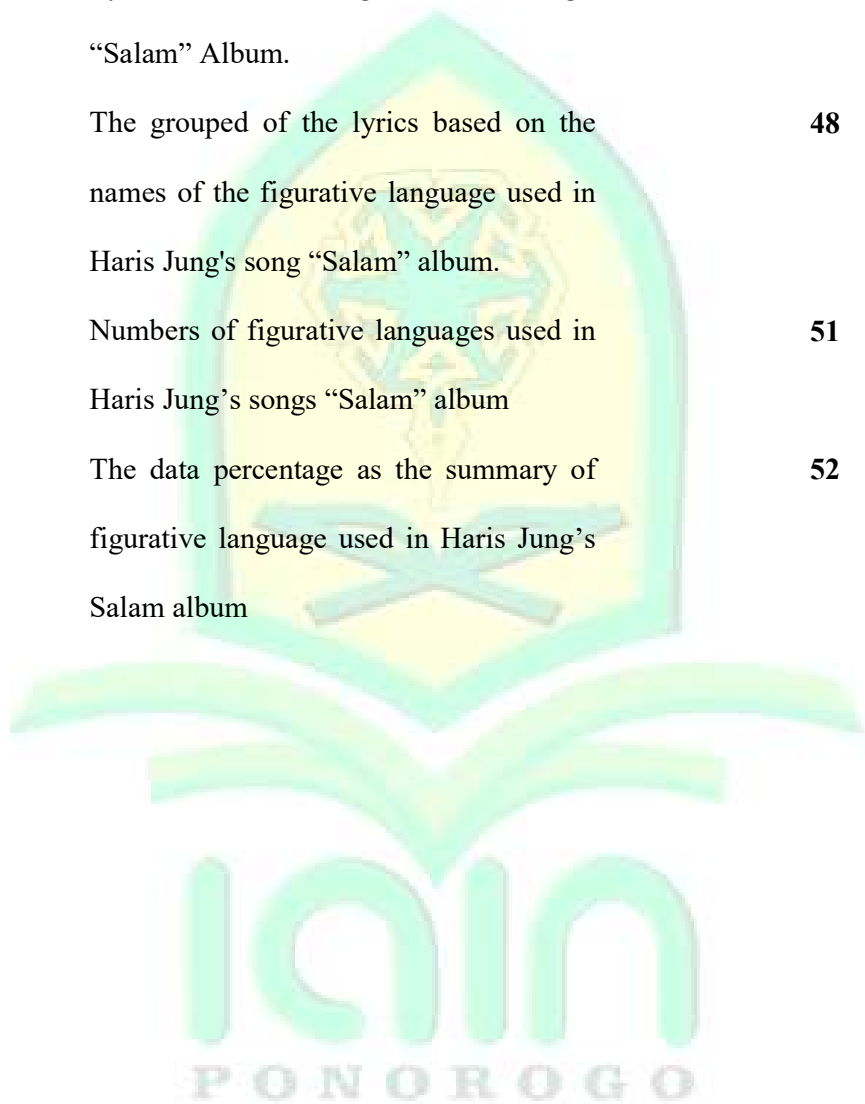 “Salam” Album.
The grouped of the lyrics based on the 48
names of the figurative language used in
Haris Jung's song “Salam” album.
Numbers of figurative languages used in 51
Haris Jung’s songs “Salam” album
The data percentage as the summary of 52
figurative language used in Haris Jung’s
Salam album
iain
PONOROGO